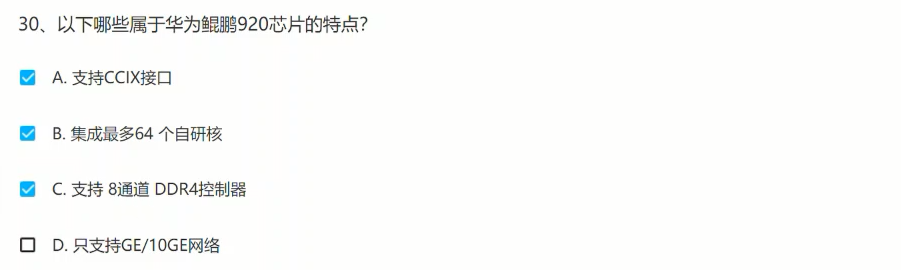 30、以下哪些属于华为鲲鹏920芯片的特点？
A. 支持CCIX接口
B. 集成最多64 个自研核
C. 支持 8通道 DDR4控制器
D. 只支持GE/10GE网络